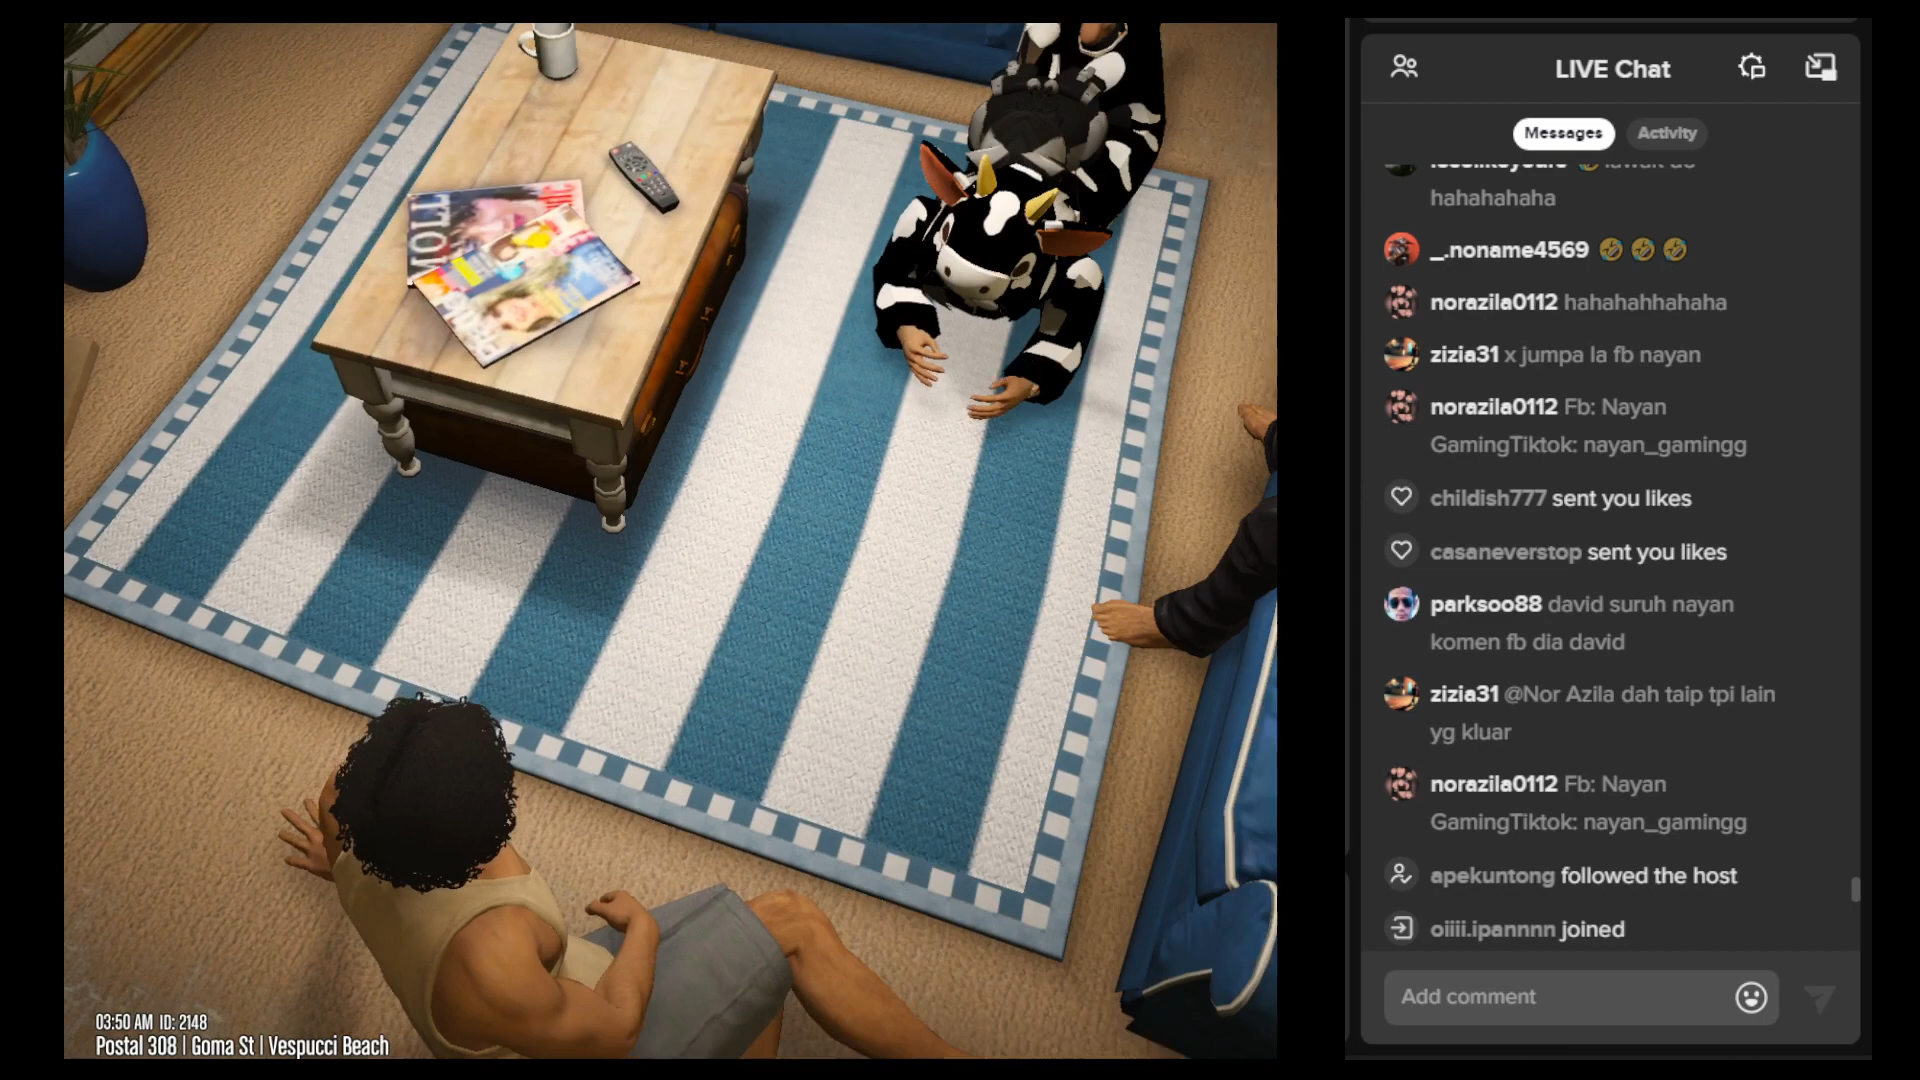 MOLL
03:50 AM ID: 2148
Postal 308 | Goma St | Vespucci Beach
LIVE Chat
Messages
Activity
hahahahaha
_.noname4569 🤣 🤣 🤣
norazila0112 hahahahhahaha
zizia31 x jumpa la fb nayan
norazila0112 Fb: Nayan
GamingTiktok: nayan_gamingg
childish777 sent you likes
casaneverstop sent you likes
parksoo88 david suruh nayan
komen fb dia david
zizia31 @Nor Azila dah taip tpi lain
yg kluar
norazila0112 Fb: Nayan
GamingTiktok: nayan_gamingg
apekuntong followed the host
oiiii.ipannnn joined
Add comment